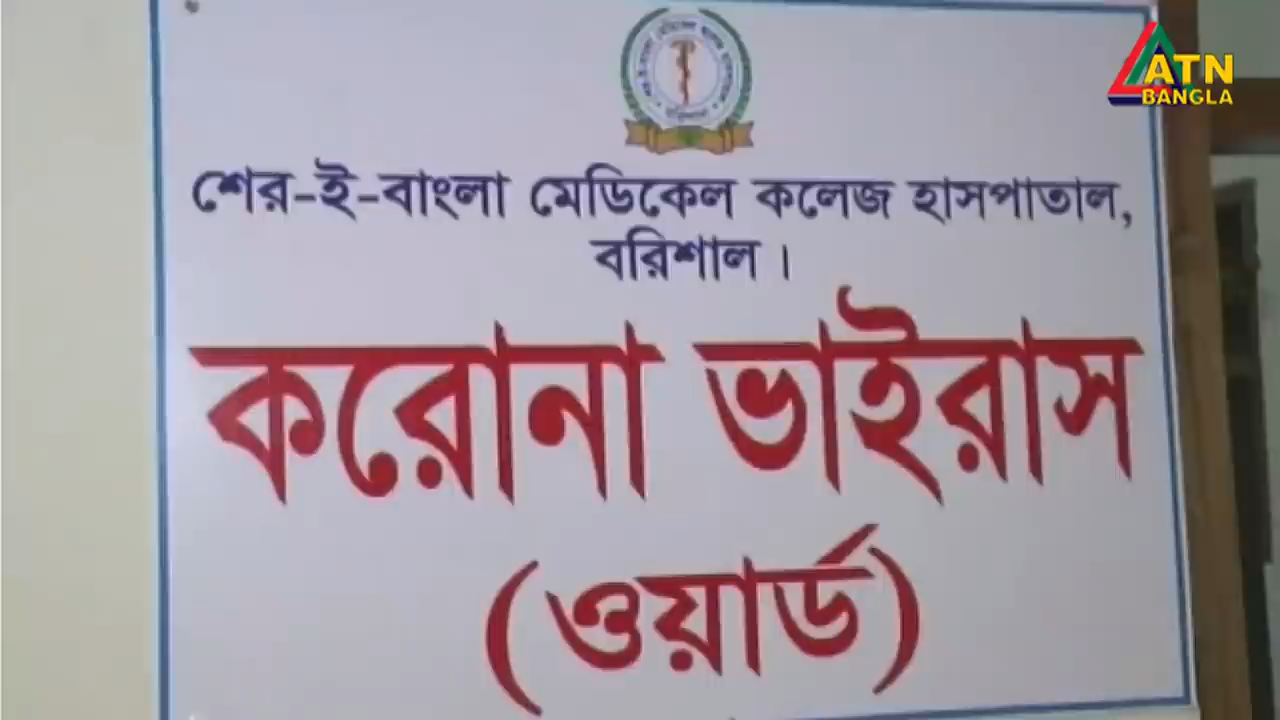 ATN
BANGLA
শের-ই-বাংলা মেডিকেল কলেজ হাসপাতাল,
বরিশাল।
করোনা ভাইরাস
(ওয়ার্ড)